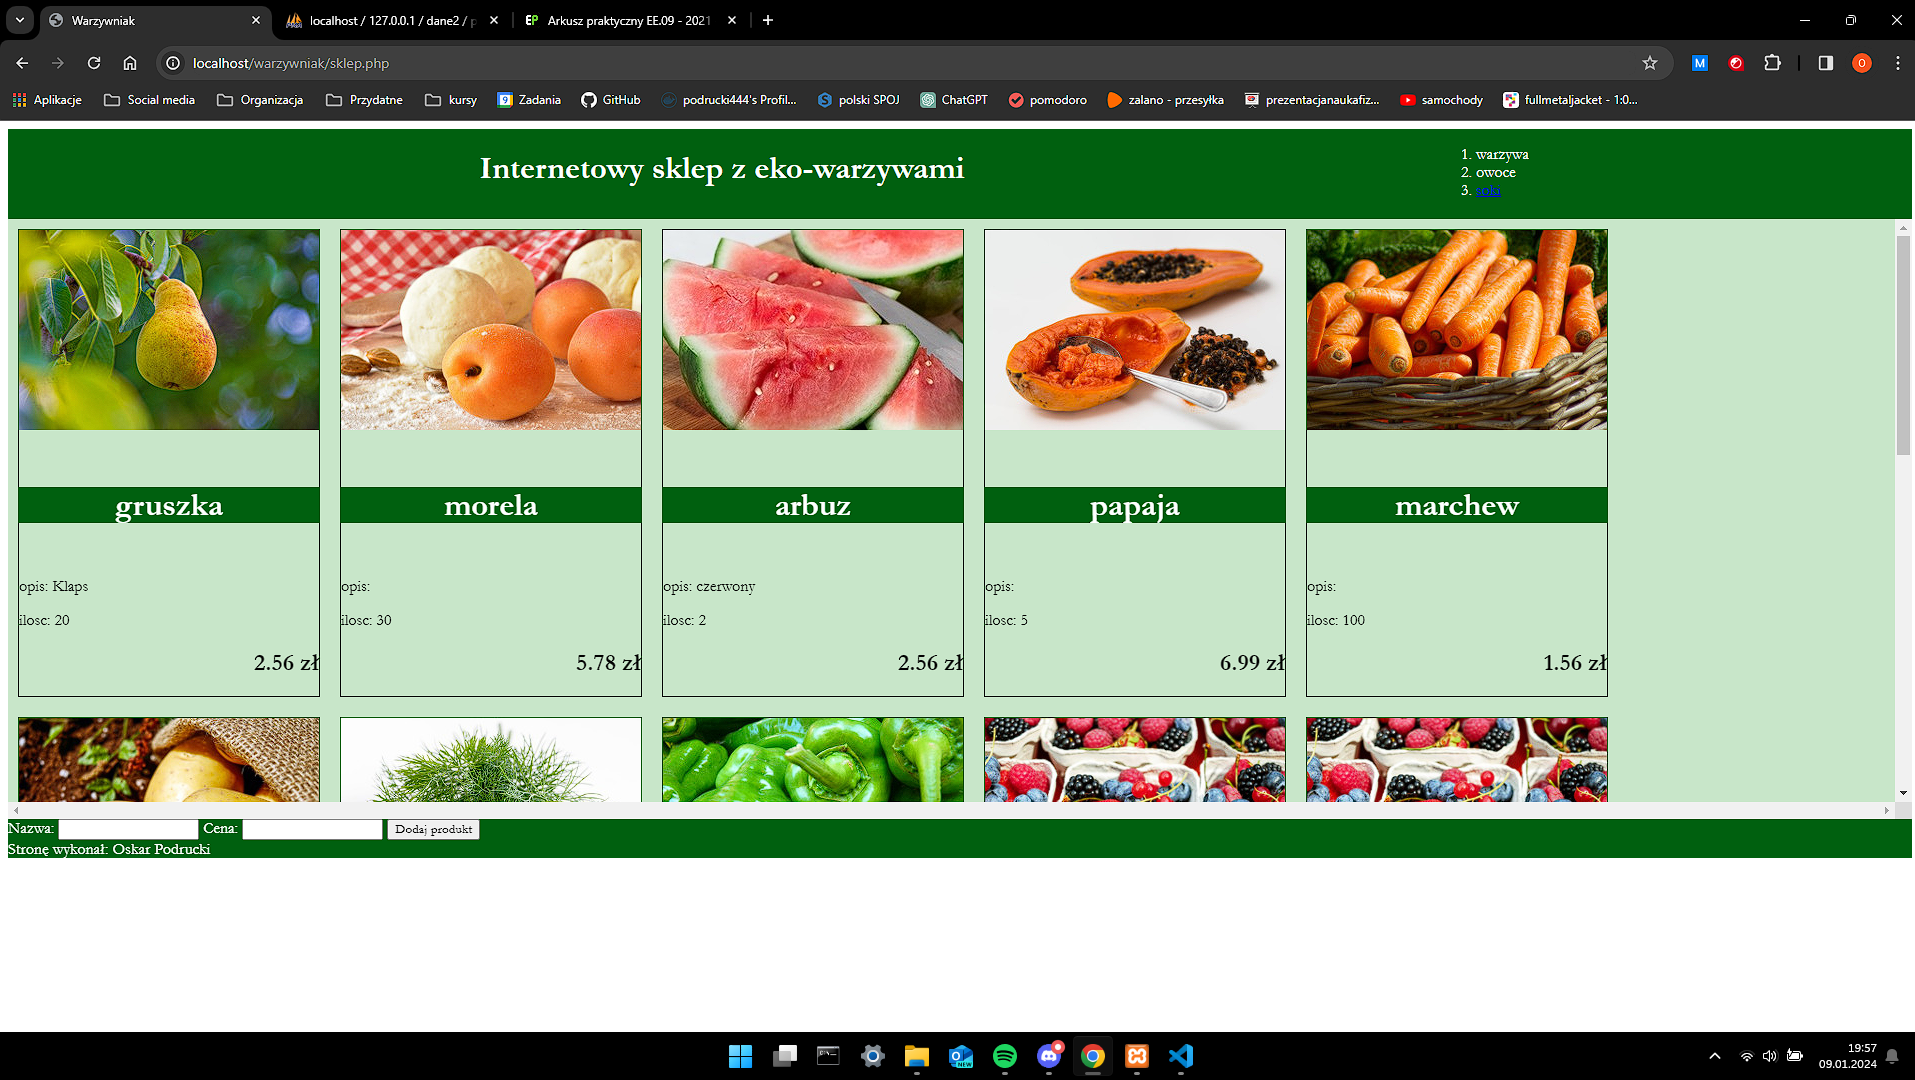 Warzywniak
localhost / 127.0.0.1 / dane2 / p
EP Arkusz praktyczny EE.09 - 2021
localhost/warzywniak/sklep.php
M
O
Aplikacje
Social media
Organizacja
Przydatne
kursy
Zadania
GitHub
podrucki444's Profil...
polski SPOJ
ChatGPT
pomodoro
zalano - przesyłka
prezentacjanaukafiz...
samochody
fullmetaljacket - 1:0...
Internetowy sklep z eko-warzywami
1. warzywa
2. owoce
3. soki
gruszka
morela
arbuz
papaja
marchew
opis: Klaps
opis:
opis: czerwony
opis:
opis:
ilosc: 20
ilosc: 30
ilosc: 2
ilosc: 5
ilosc: 100
2.56 zł
5.78 zł
2.56 zł
6.99 zł
1.56 zł
Nazwa:
Cena:
Dodaj produkt
Stronę wykonał: Oskar Podrucki
NEW
19:57
09.01.2024